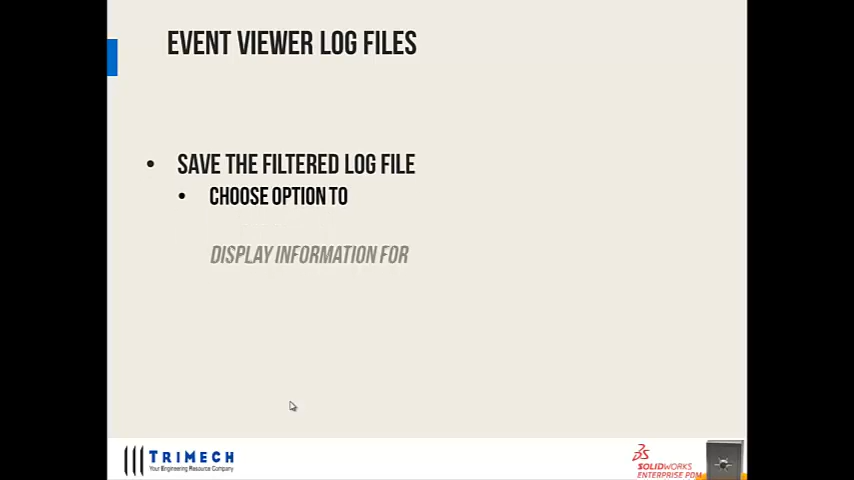 EVENT VIEWER LOG FILES
• SAVE THE FILTERED LOG FILE
• CHOOSE OPTION TO
DISPLAY INFORMATION FOR
TRIMECH
Your Engineering Resource Company
SOLIDWORKS
ENTERPRISE PDM